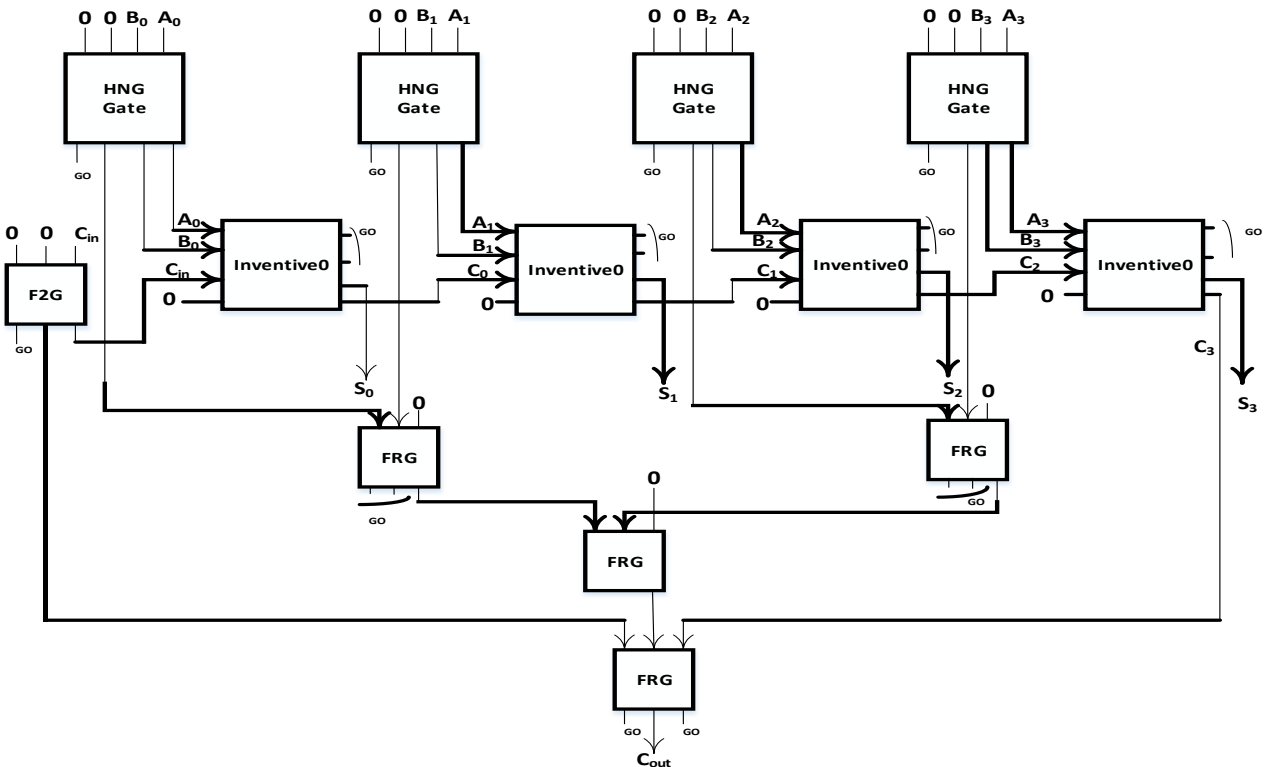 0 0 B₀ A₀
0 0 B₁ A₁
0 0 B₂ A₂
0 0 B₃ A₃
HNG
Gate
HNG
Gate
HNG
Gate
HNG
Gate
GO
GO
GO
GO
0 0 Cin
F2G
GO
A₀
B₀
Cin
0
Inventive0
GO
A₁
B₁
C₀
0
Inventive0
GO
A₂
B₂
C₁
0
Inventive0
GO
A₃
B₃
C₂
0
Inventive0
GO
C₃
S₀
S₁
S₂
S₃
0
FRG
GO
0
FRG
GO
0
FRG
FRG
GO
GO
Cout